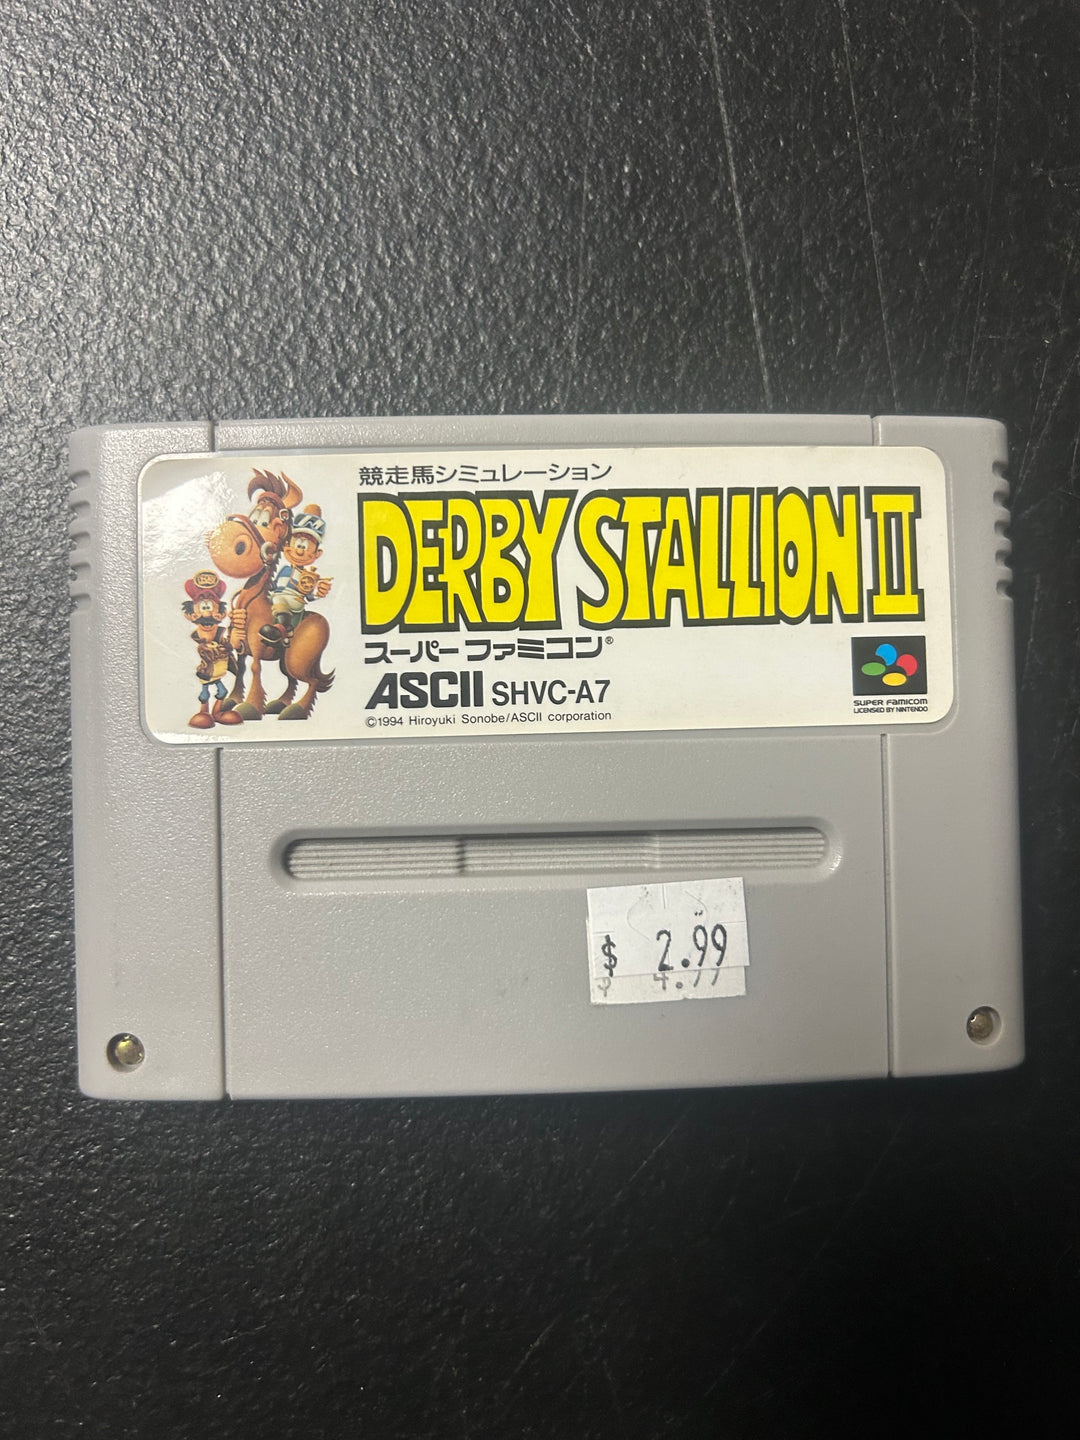 競走馬シミュレーション
DERBY STALLION II
スーパーファミコン®
ASCII SHVC-A7
©1994 Hiroyuki Sonobe/ASCII corporation
SUPER FAMICOM
LICENSED BY NINTENDO
$ 2.99
$ 4.99